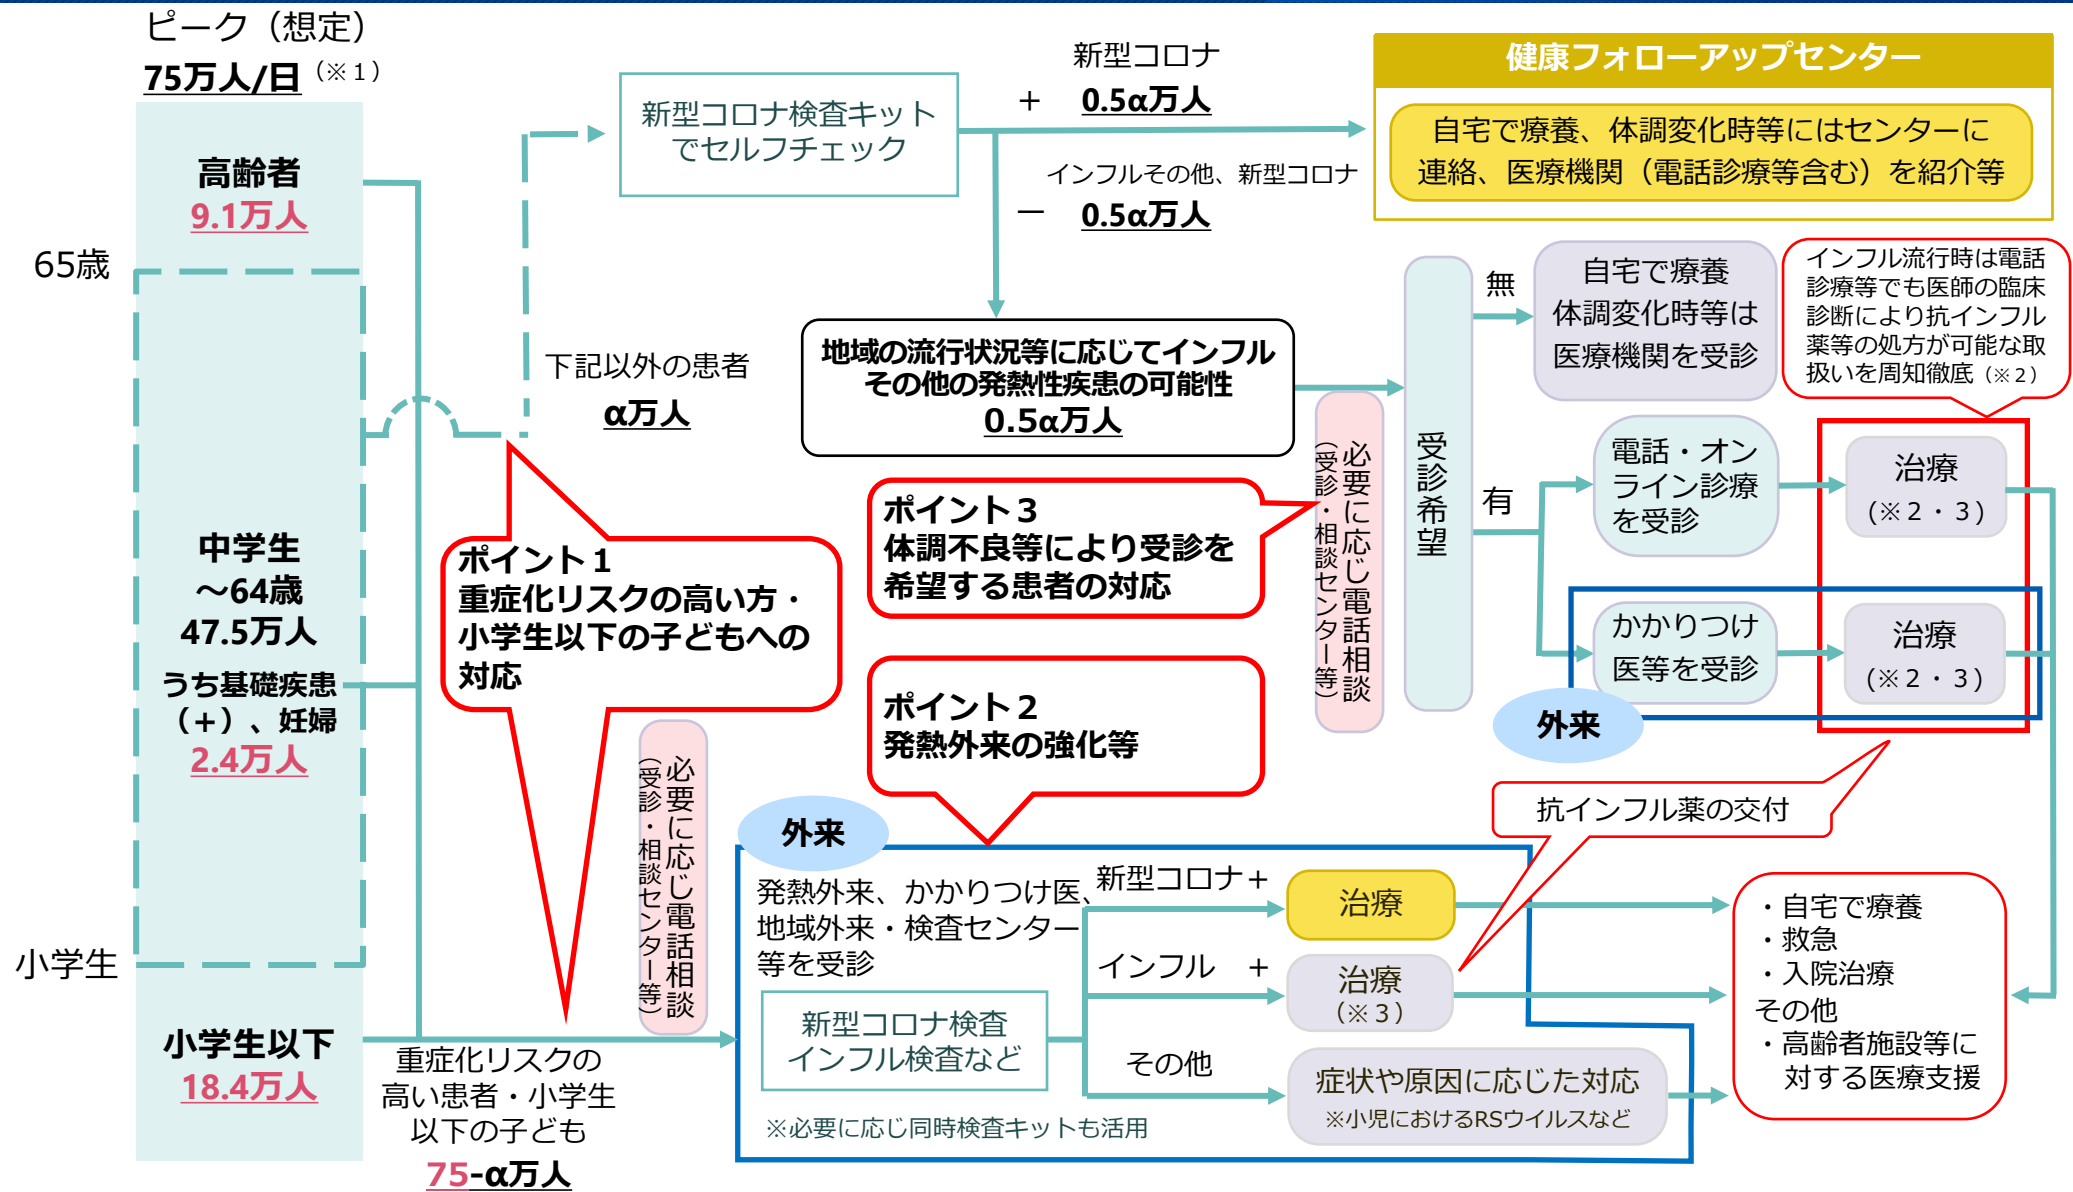 ピーク（想定）
75万人/日（※１）
高齢者
9.1万人
65歳
中学生
～64歳
47.5万人
うち基礎疾患
（+）、妊婦
2.4万人
小学生
小学生以下
18.4万人
新型コロナ検査キット
でセルフチェック
新型コロナ
＋ 0.5α万人
インフルその他、新型コロナ
－ 0.5α万人
健康フォローアップセンター
自宅で療養、体調変化時等にはセンターに
連絡、医療機関（電話診療等含む）を紹介等
下記以外の患者
α万人
地域の流行状況等に応じてインフル
その他の発熱性疾患の可能性
0.5α万人
必要に応じ電話相談
（受診・相談センター等）
受診希望
無
有
自宅で療養
体調変化時等は
医療機関を受診
インフル流行時は電話
診療等でも医師の臨床
診断により抗インフル
薬等の処方が可能な取
扱いを周知徹底（※２）
電話・オン
ライン診療
を受診
治療
(※２・３)
かかりつけ
医等を受診
治療
(※２・３)
外来
ポイント１
重症化リスクの高い方・
小学生以下の子どもへの
対応
ポイント３
体調不良等により受診を
希望する患者の対応
ポイント２
発熱外来の強化等
抗インフル薬の交付
重症化リスクの
高い患者・小学生
以下の子ども
75-α万人
必要に応じ電話相談
（受診・相談センター等）
外来
発熱外来、かかりつけ医、
地域外来・検査センター
等を受診
新型コロナ検査
インフル検査など
※必要に応じ同時検査キットも活用
新型コロナ＋
治療
インフル ＋
治療
(※３)
その他
症状や原因に応じた対応
※小児におけるRSウイルスなど
・自宅で療養
・救急
・入院治療
その他
・高齢者施設等に
対する医療支援